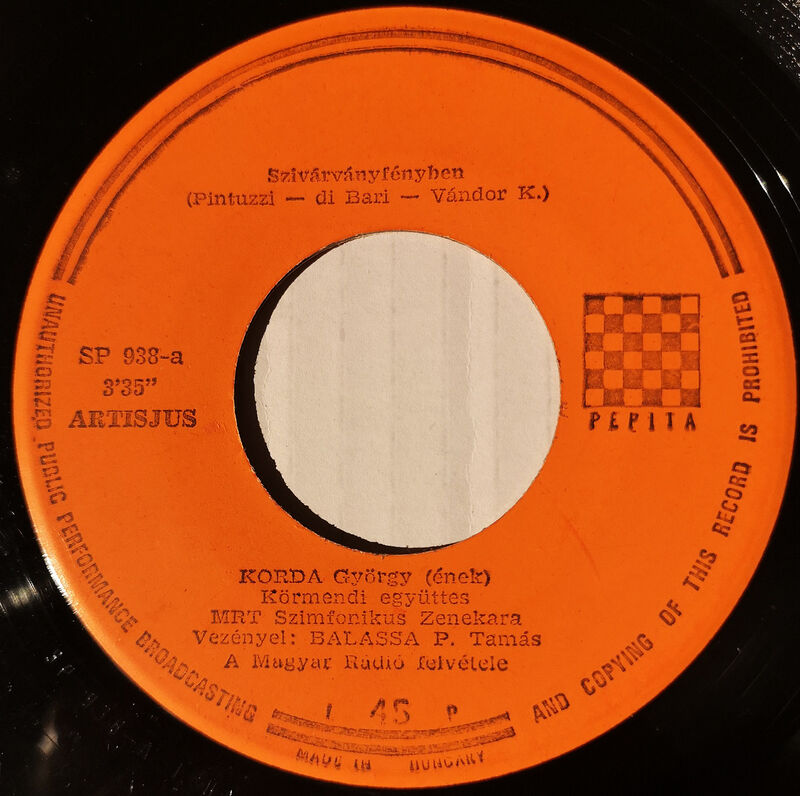 Szivárványfényben
(Pintuzzi — di Bari — Vándor K.)
SP 938-a
3'35"
ARTISJUS
PEPITA
KORDA György (ének)
Körmendi együttes
MRT Szimfonikus Zenekara
Vezényel: BALASSA P. Tamás
A Magyar Rádió felvétele
UNAUTHORIZED PUBLIC PERFORMANCE BROADCASTING AND COPYING OF THIS RECORD IS PROHIBITED
45 P
MADE IN HUNGARY